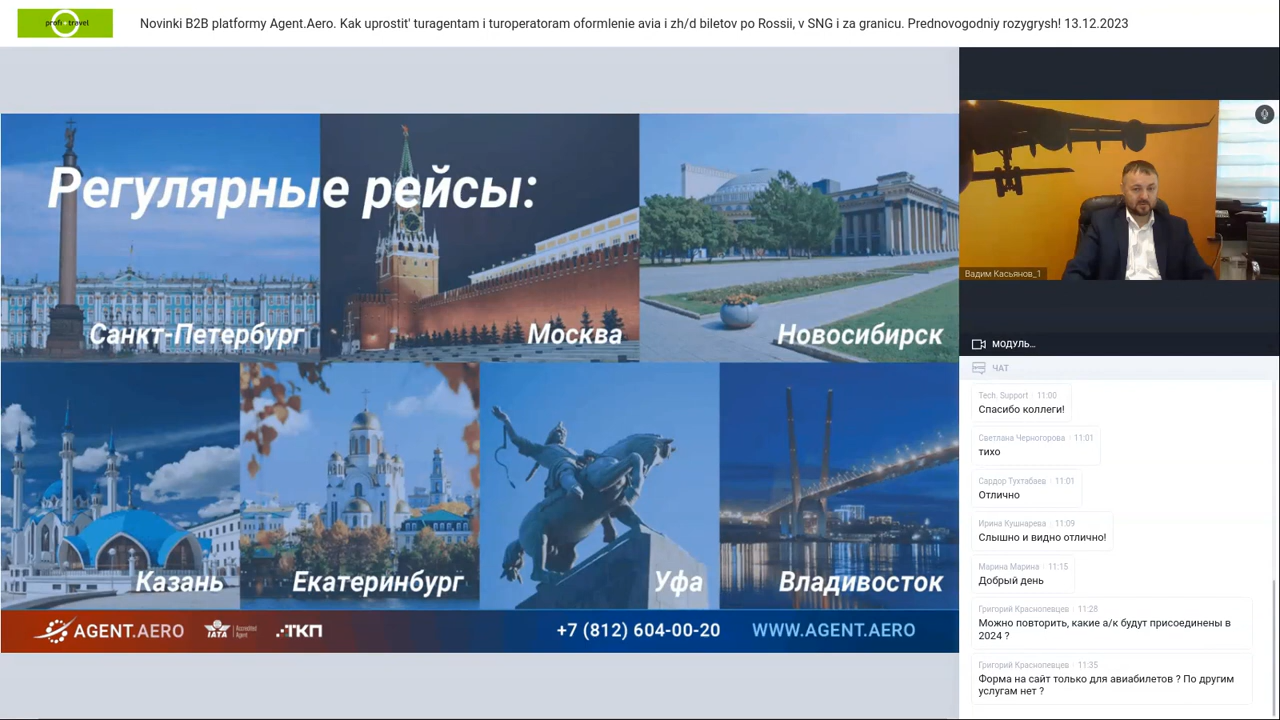 profi travel
Novinki B2B platformy Agent.Aero. Kak uprostit' turagentam i turoperatoram oformlenie avia i zh/d biletov po Rossii, v SNG i za granicu. Prednovogodniy rozygrysh! 13.12.2023
Регулярные рейсы:
Санкт-Петербург
Москва
Новосибирск
Казань
Екатеринбург
Уфа
Владивосток
AGENT.AERO
IATA
Accredited
Agent
ТКП
+7 (812) 604-00-20
WWW.AGENT.AERO
Вадим Касьянов_1
МОДУЛЬ...
ЧАТ
Tech. Support 11:00
Спасибо коллеги!
Светлана Черногорова 11:01
тихо
Сардор Тухтабаев 11:01
Отлично
Ирина Кушнарева 11:09
Слышно и видно отлично!
Марина Марина 11:15
Добрый день
Григорий Краснопевцев 11:28
Можно повторить, какие а/к будут присоединены в
2024 ?
Григорий Краснопевцев 11:35
Форма на сайт только для авиабилетов ? По другим
услугам нет ?